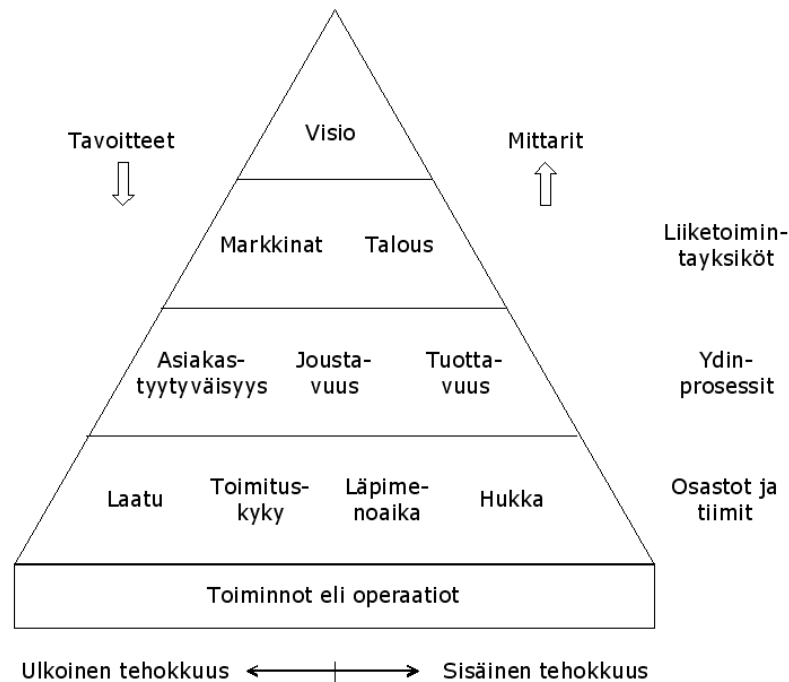 Visio
Tavoitteet
Mittarit
Markkinat Talous
Liiketoimin-
tayksiköt
Asiakas-
tyytyväisyys
Jousta-
vuus
Tuotta-
vuus
Ydin-
prosessit
Laatu
Toimitus-
kyky
Läpime-
noaika
Hukka
Osastot ja
tiimit
Toiminnot eli operaatiot
Ulkoinen tehokkuus
Sisäinen tehokkuus